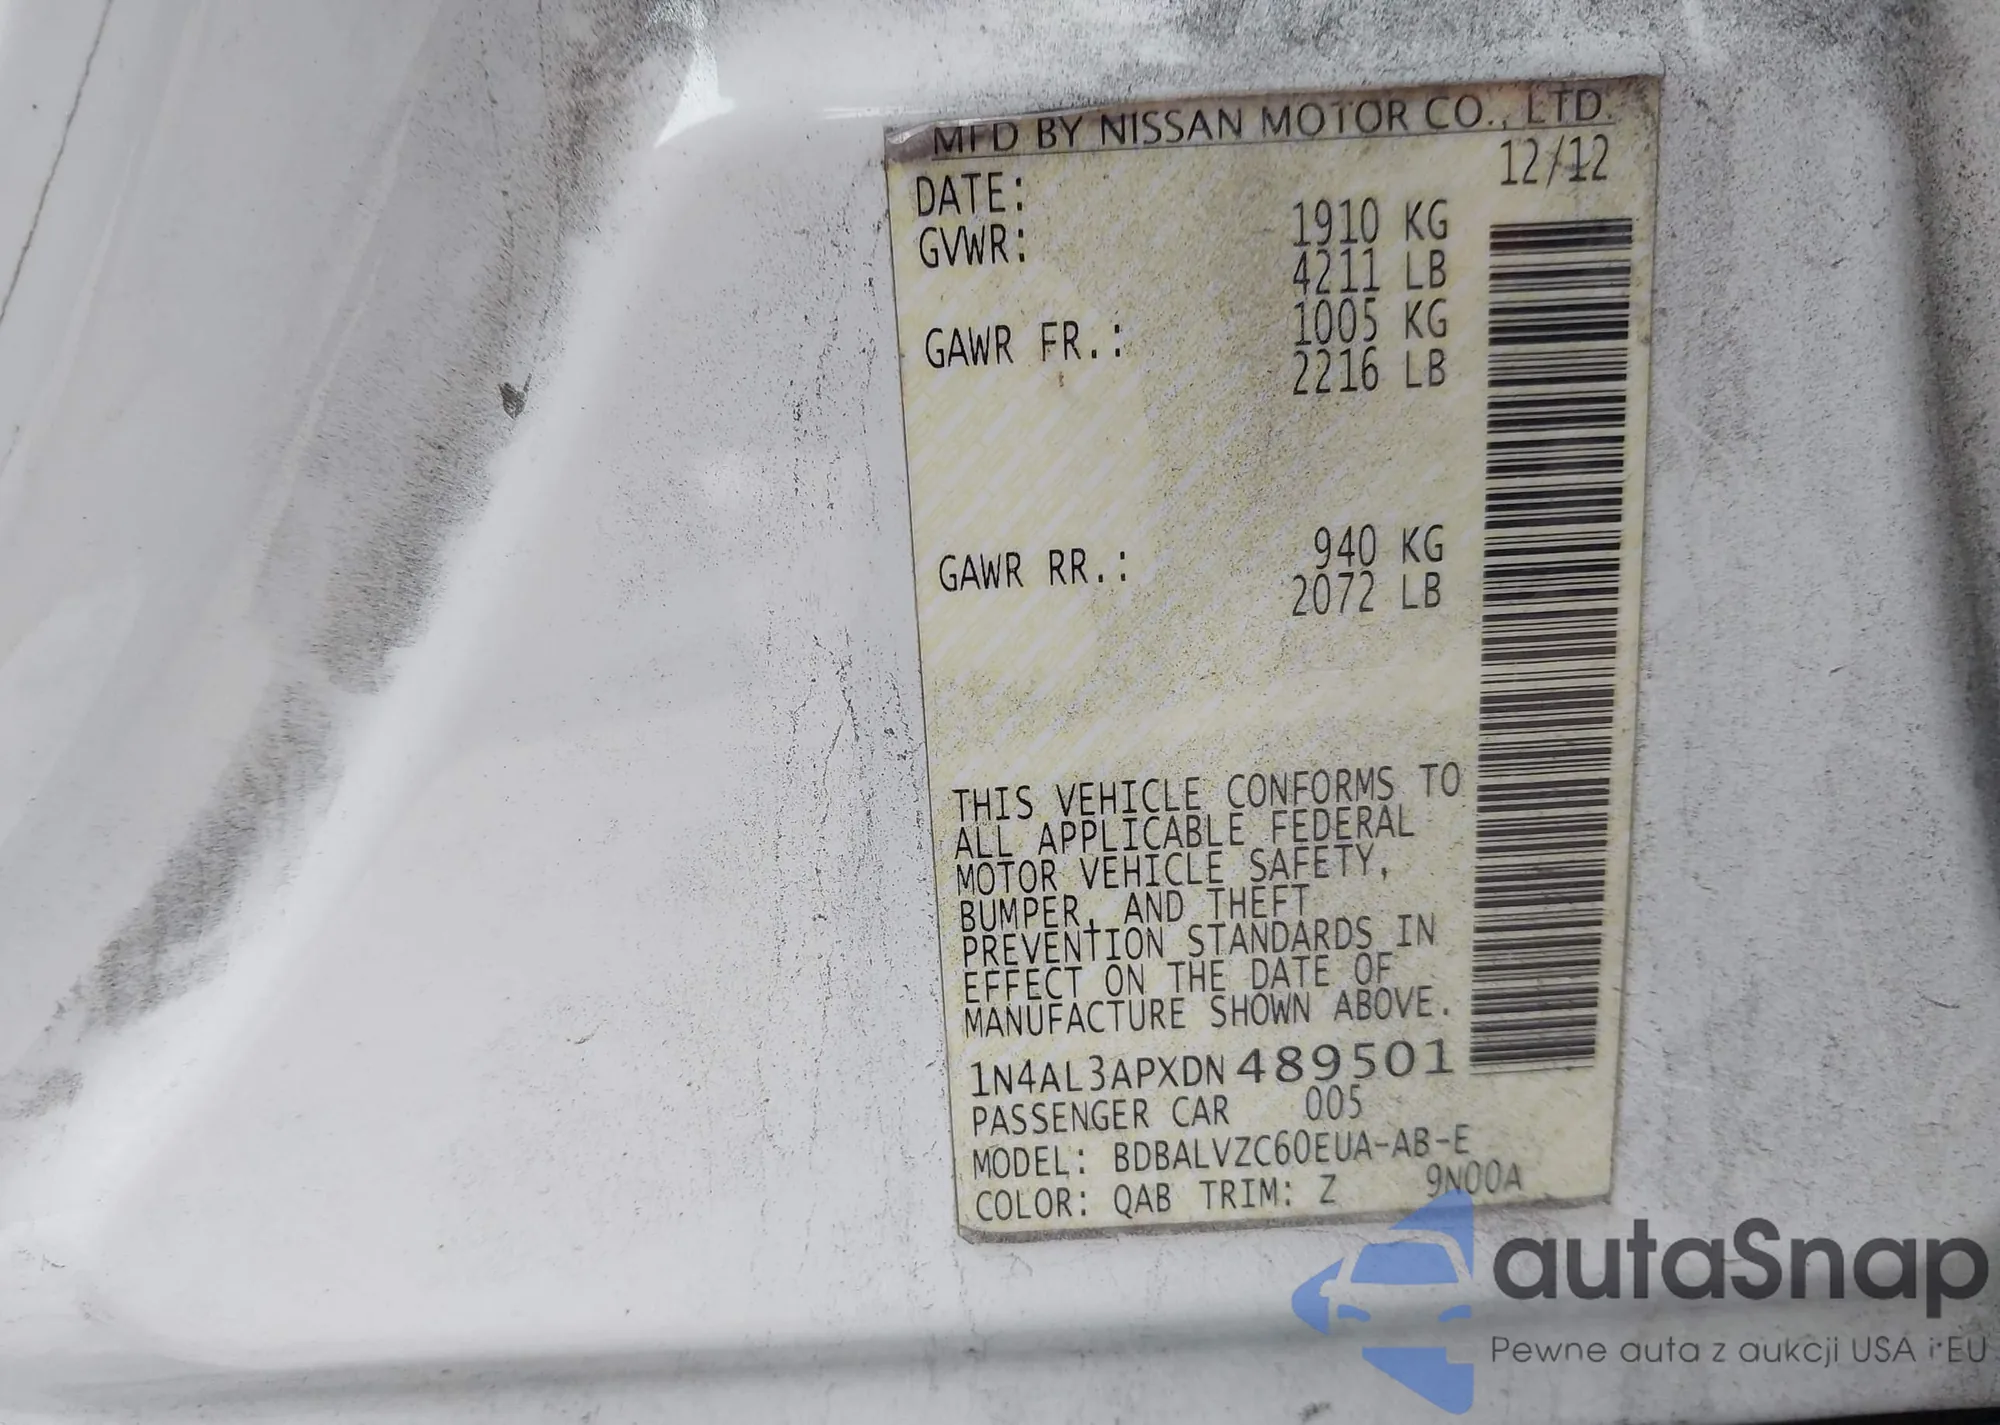 MFD BY NISSAN MOTOR CO., LTD.
DATE: 12/12
GVWR: 1910 KG
4211 LB
GAWR FR.: 1005 KG
2216 LB
GAWR RR.: 940 KG
2072 LB
THIS VEHICLE CONFORMS TO
ALL APPLICABLE FEDERAL
MOTOR VEHICLE SAFETY,
BUMPER, AND THEFT
PREVENTION STANDARDS IN
EFFECT ON THE DATE OF
MANUFACTURE SHOWN ABOVE.
1N4AL3APXDN489501
PASSENGER CAR 005
MODEL: BDBALVZC60EUA-AB-E
COLOR: QAB TRIM: Z 9N00A
autaSnap
Pewne auta z aukcji USA i EU